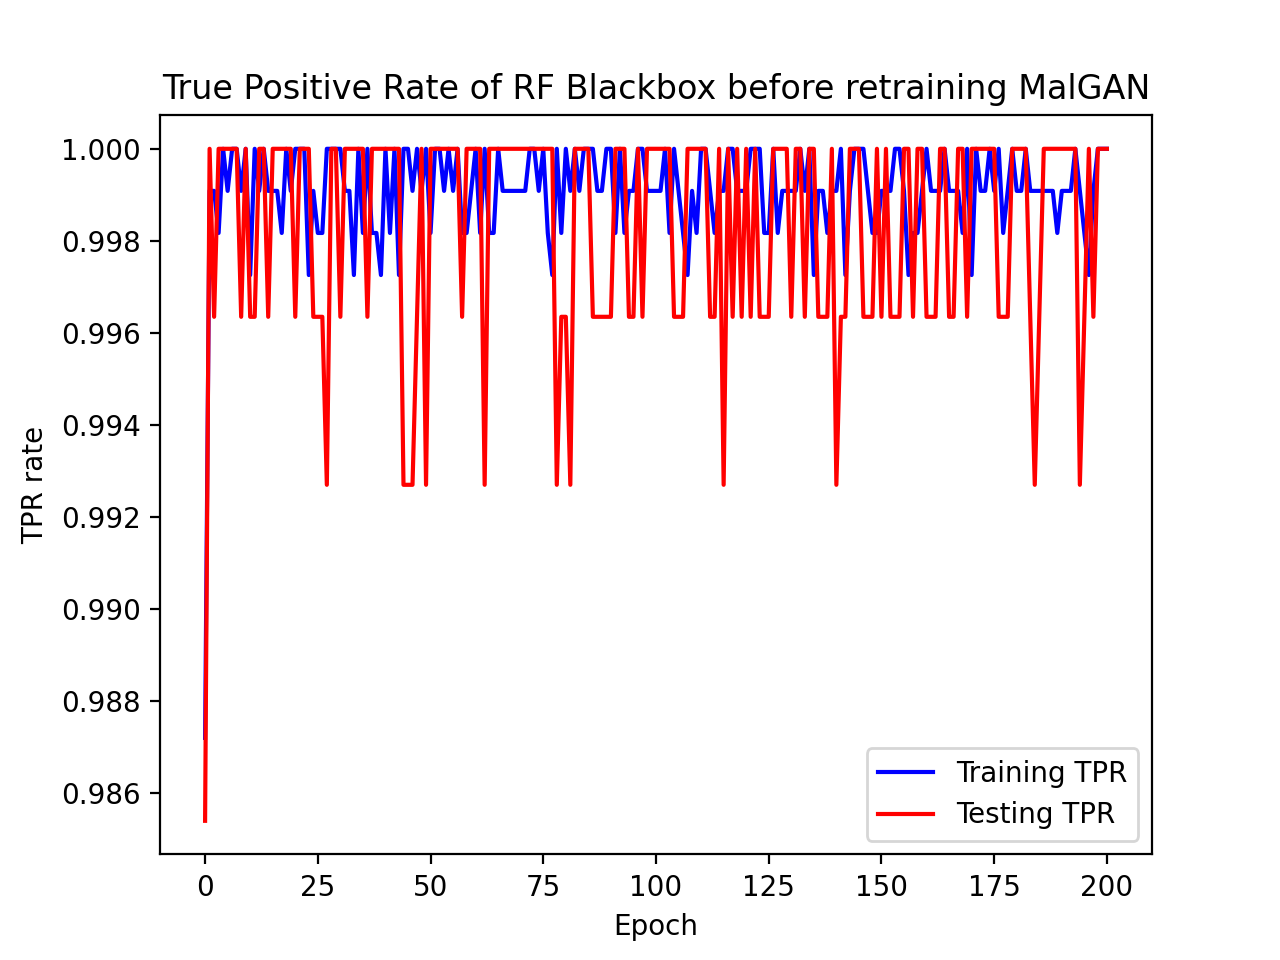 True Positive Rate of RF Blackbox before retraining MalGAN
1.000
0.998
0.996
0.994
0.992
0.990
0.988
0.986
TPR rate
0 25 50 75 100 125 150 175 200
Epoch
Training TPR
Testing TPR